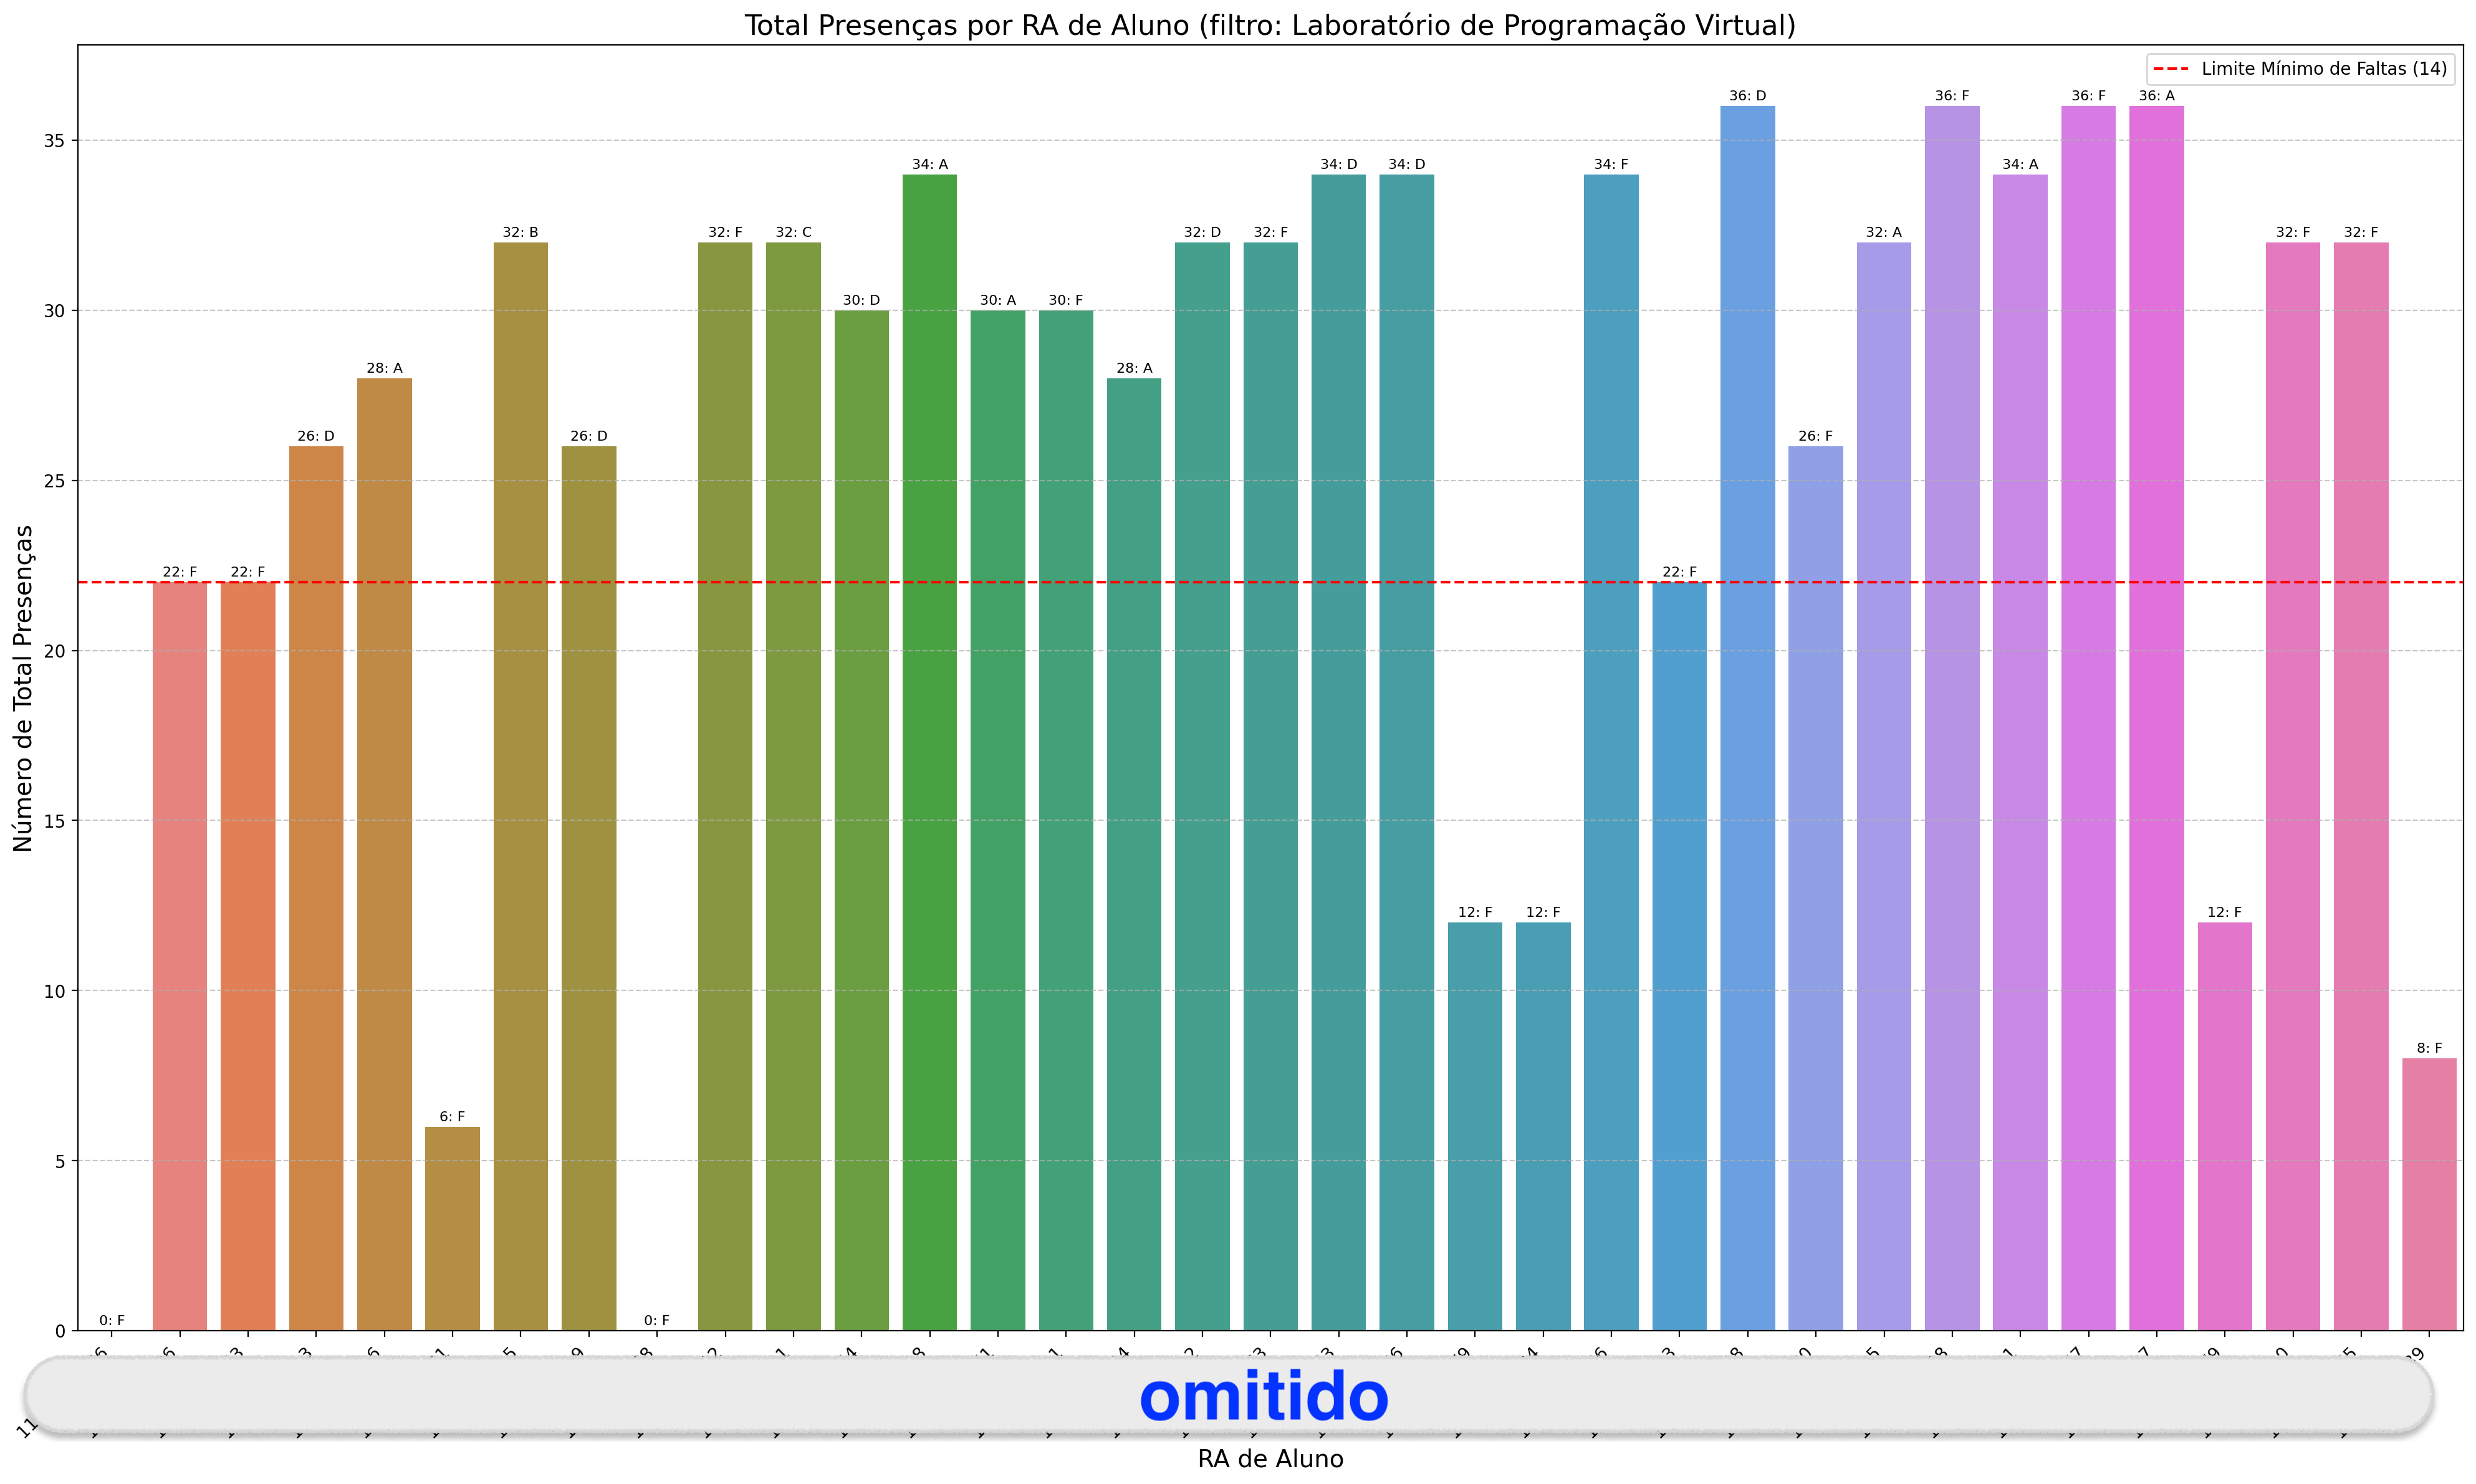 Total Presenças por RA de Aluno (filtro: Laboratório de Programação Virtual)
Limite Mínimo de Faltas (14)
Número de Total Presenças
35
30
25
20
15
10
5
0
0: F
22: F
22: F
26: D
28: A
6: F
32: B
26: D
0: F
32: F
32: C
30: D
34: A
30: A
30: F
28: A
32: D
32: F
34: D
34: D
12: F
12: F
34: F
22: F
36: D
26: F
32: A
36: F
34: A
36: F
36: A
12: F
32: F
32: F
8: F
omitido
RA de Aluno